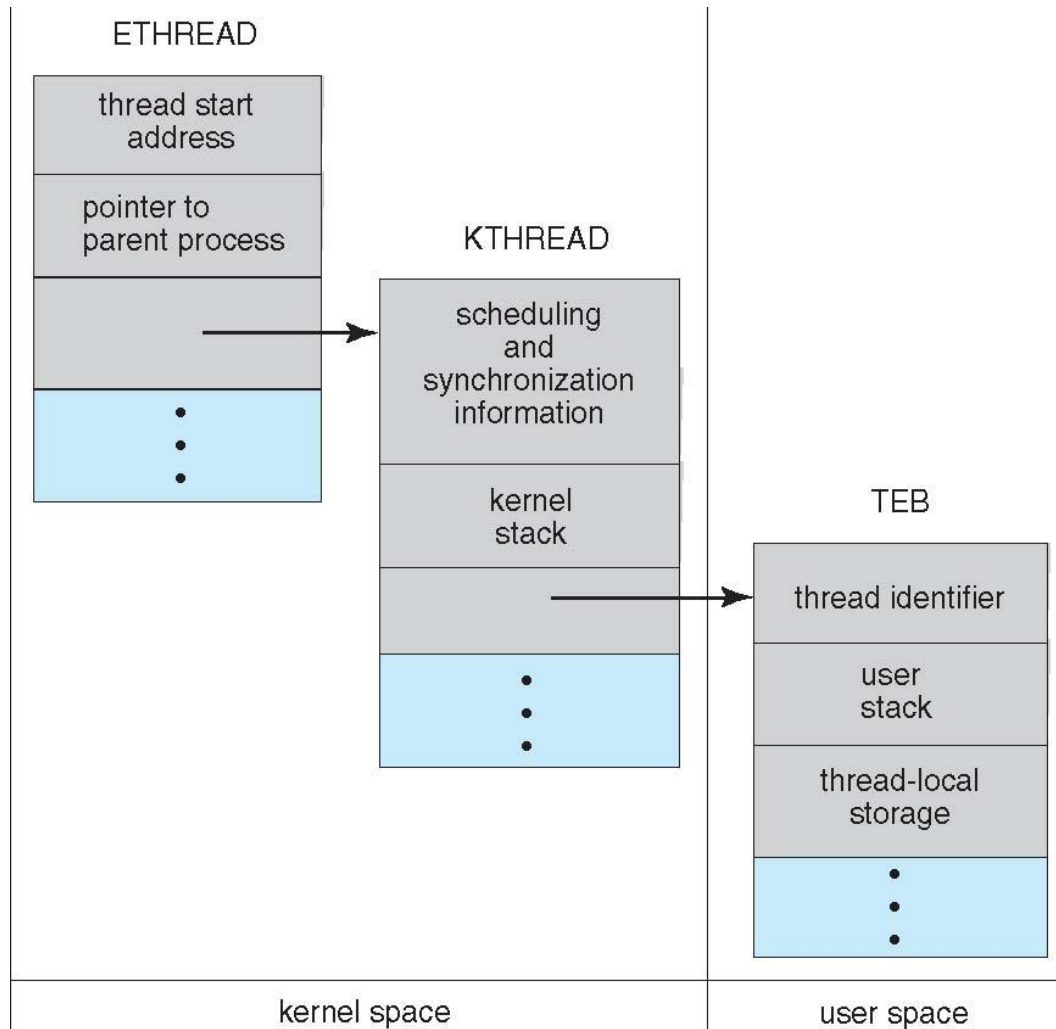 ETHREAD
thread start
address
pointer to
parent process
KTHREAD
scheduling
and
synchronization
information
kernel
stack
TEB
thread identifier
user
stack
thread-local
storage
kernel space
user space